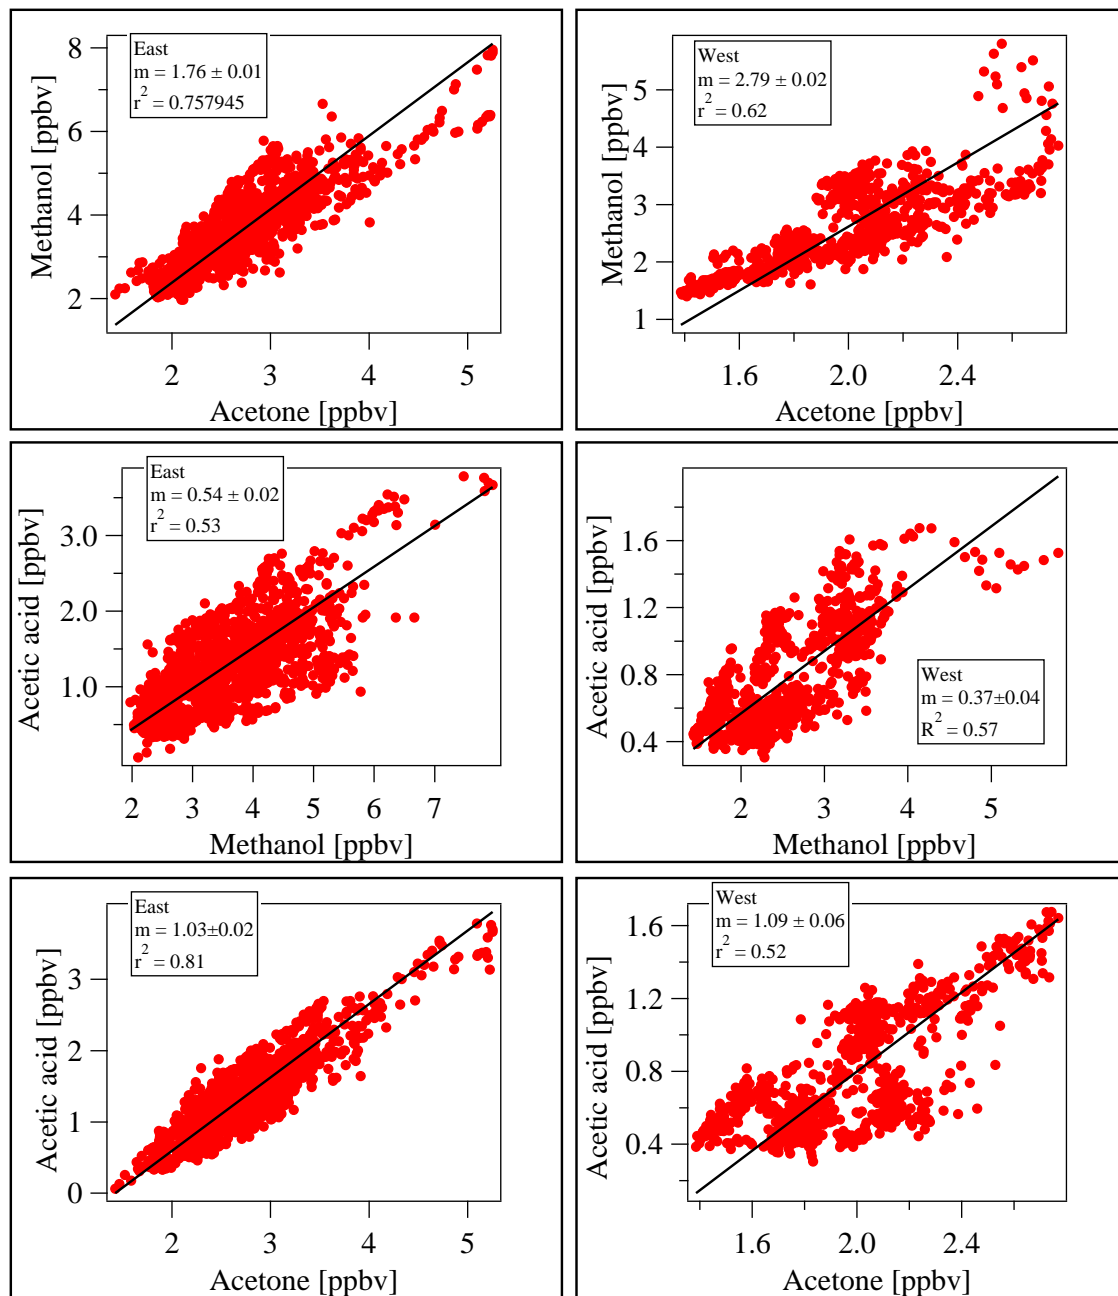 East
m = 1.76 ± 0.01
r² = 0.757945
8
6
4
2
Methanol [ppbv]
2 3 4 5
Acetone [ppbv]
West
m = 2.79 ± 0.02
r² = 0.62
5
4
3
2
1
Methanol [ppbv]
1.6 2.0 2.4
Acetone [ppbv]
East
m = 0.54 ± 0.02
r² = 0.53
3.0
2.0
1.0
Acetic acid [ppbv]
2 3 4 5 6 7
Methanol [ppbv]
1.6
1.2
0.8
0.4
Acetic acid [ppbv]
West
m = 0.37±0.04
R² = 0.57
2 3 4 5
Methanol [ppbv]
East
m = 1.03±0.02
r² = 0.81
3
2
1
0
Acetic acid [ppbv]
2 3 4 5
Acetone [ppbv]
West
m = 1.09 ± 0.06
r² = 0.52
1.6
1.2
0.8
0.4
Acetic acid [ppbv]
1.6 2.0 2.4
Acetone [ppbv]